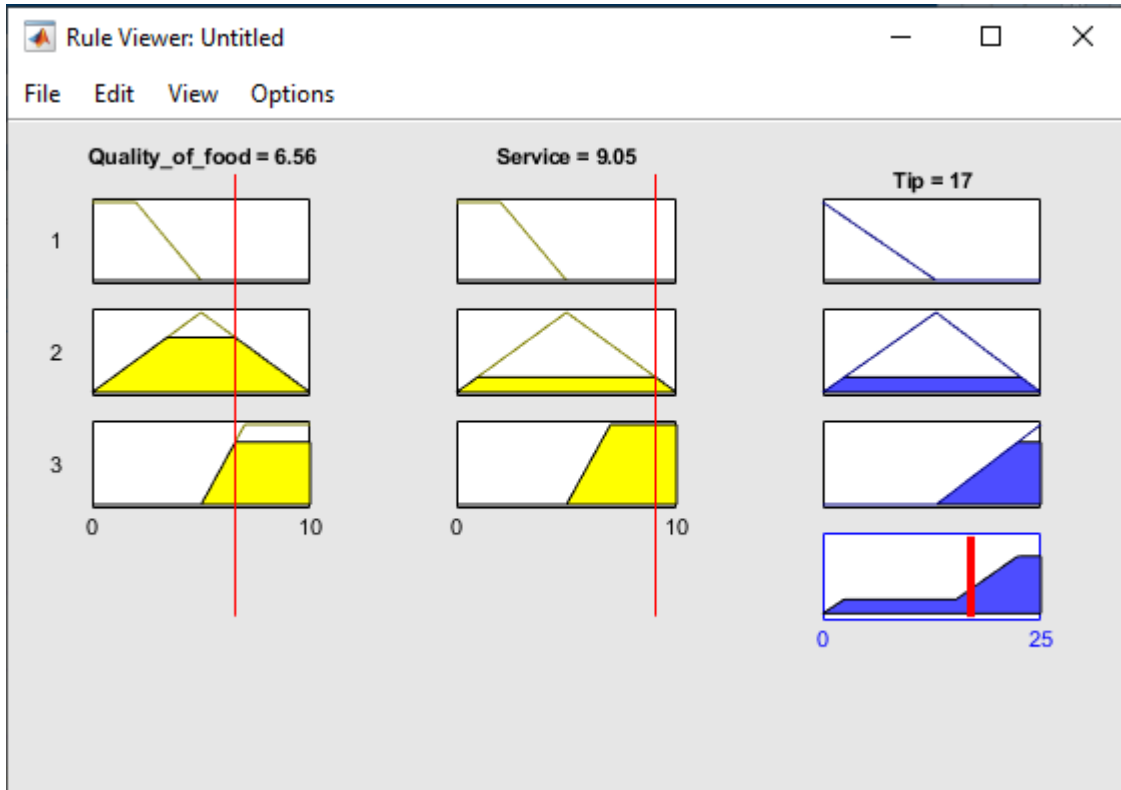 Rule Viewer: Untitled
File Edit View Options
Quality_of_food = 6.56 Service = 9.05
Tip = 17
1
2
3
0 10 0 10
0 25